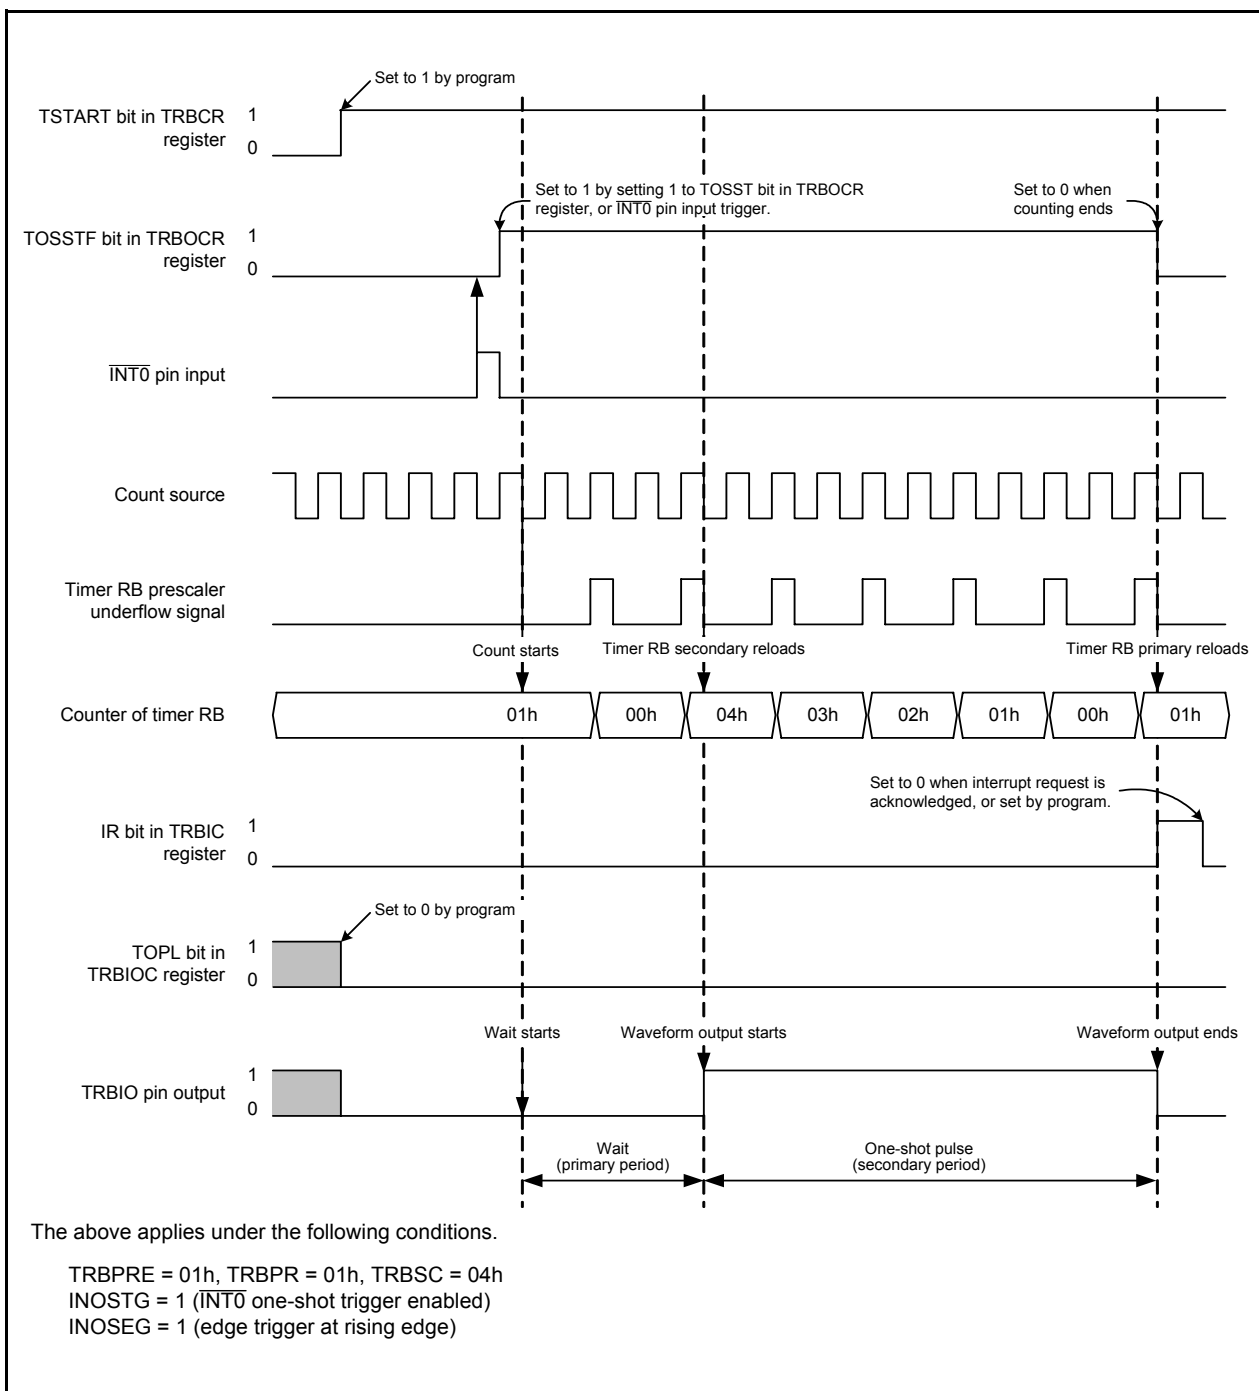 Set to 1 by program
TSTART bit in TRBCR
register
1
0
Set to 1 by setting 1 to TOSST bit in TRBOCR
register, or INT0 pin input trigger.
Set to 0 when
counting ends
TOSSTF bit in TRBOCR
register
1
0
INT0 pin input
Count source
Timer RB prescaler
underflow signal
Count starts
Timer RB secondary reloads
Timer RB primary reloads
Counter of timer RB
01h
00h
04h
03h
02h
01h
00h
01h
Set to 0 when interrupt request is
acknowledged, or set by program.
IR bit in TRBIC
register
1
0
Set to 0 by program
TOPL bit in
TRBIOC register
1
0
Wait starts
Waveform output starts
Waveform output ends
TRBIO pin output
1
0
Wait
(primary period)
One-shot pulse
(secondary period)
The above applies under the following conditions.
TRBPRE = 01h, TRBPR = 01h, TRBSC = 04h
INOSTG = 1 (INT0 one-shot trigger enabled)
INOSEG = 1 (edge trigger at rising edge)